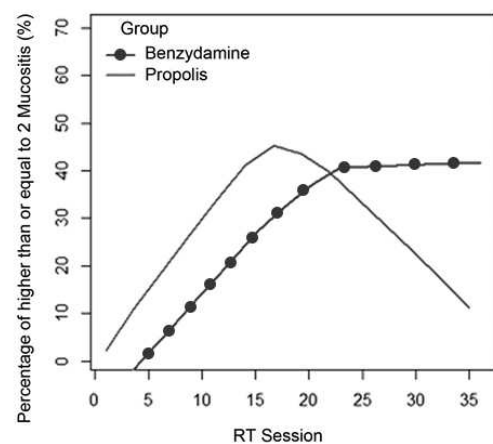 Percentage of higher than or equal to 2 Mucositis (%)
70
60
50
40
30
20
10
0
Group
Benzydamine
Propolis
0 5 10 15 20 25 30 35
RT Session